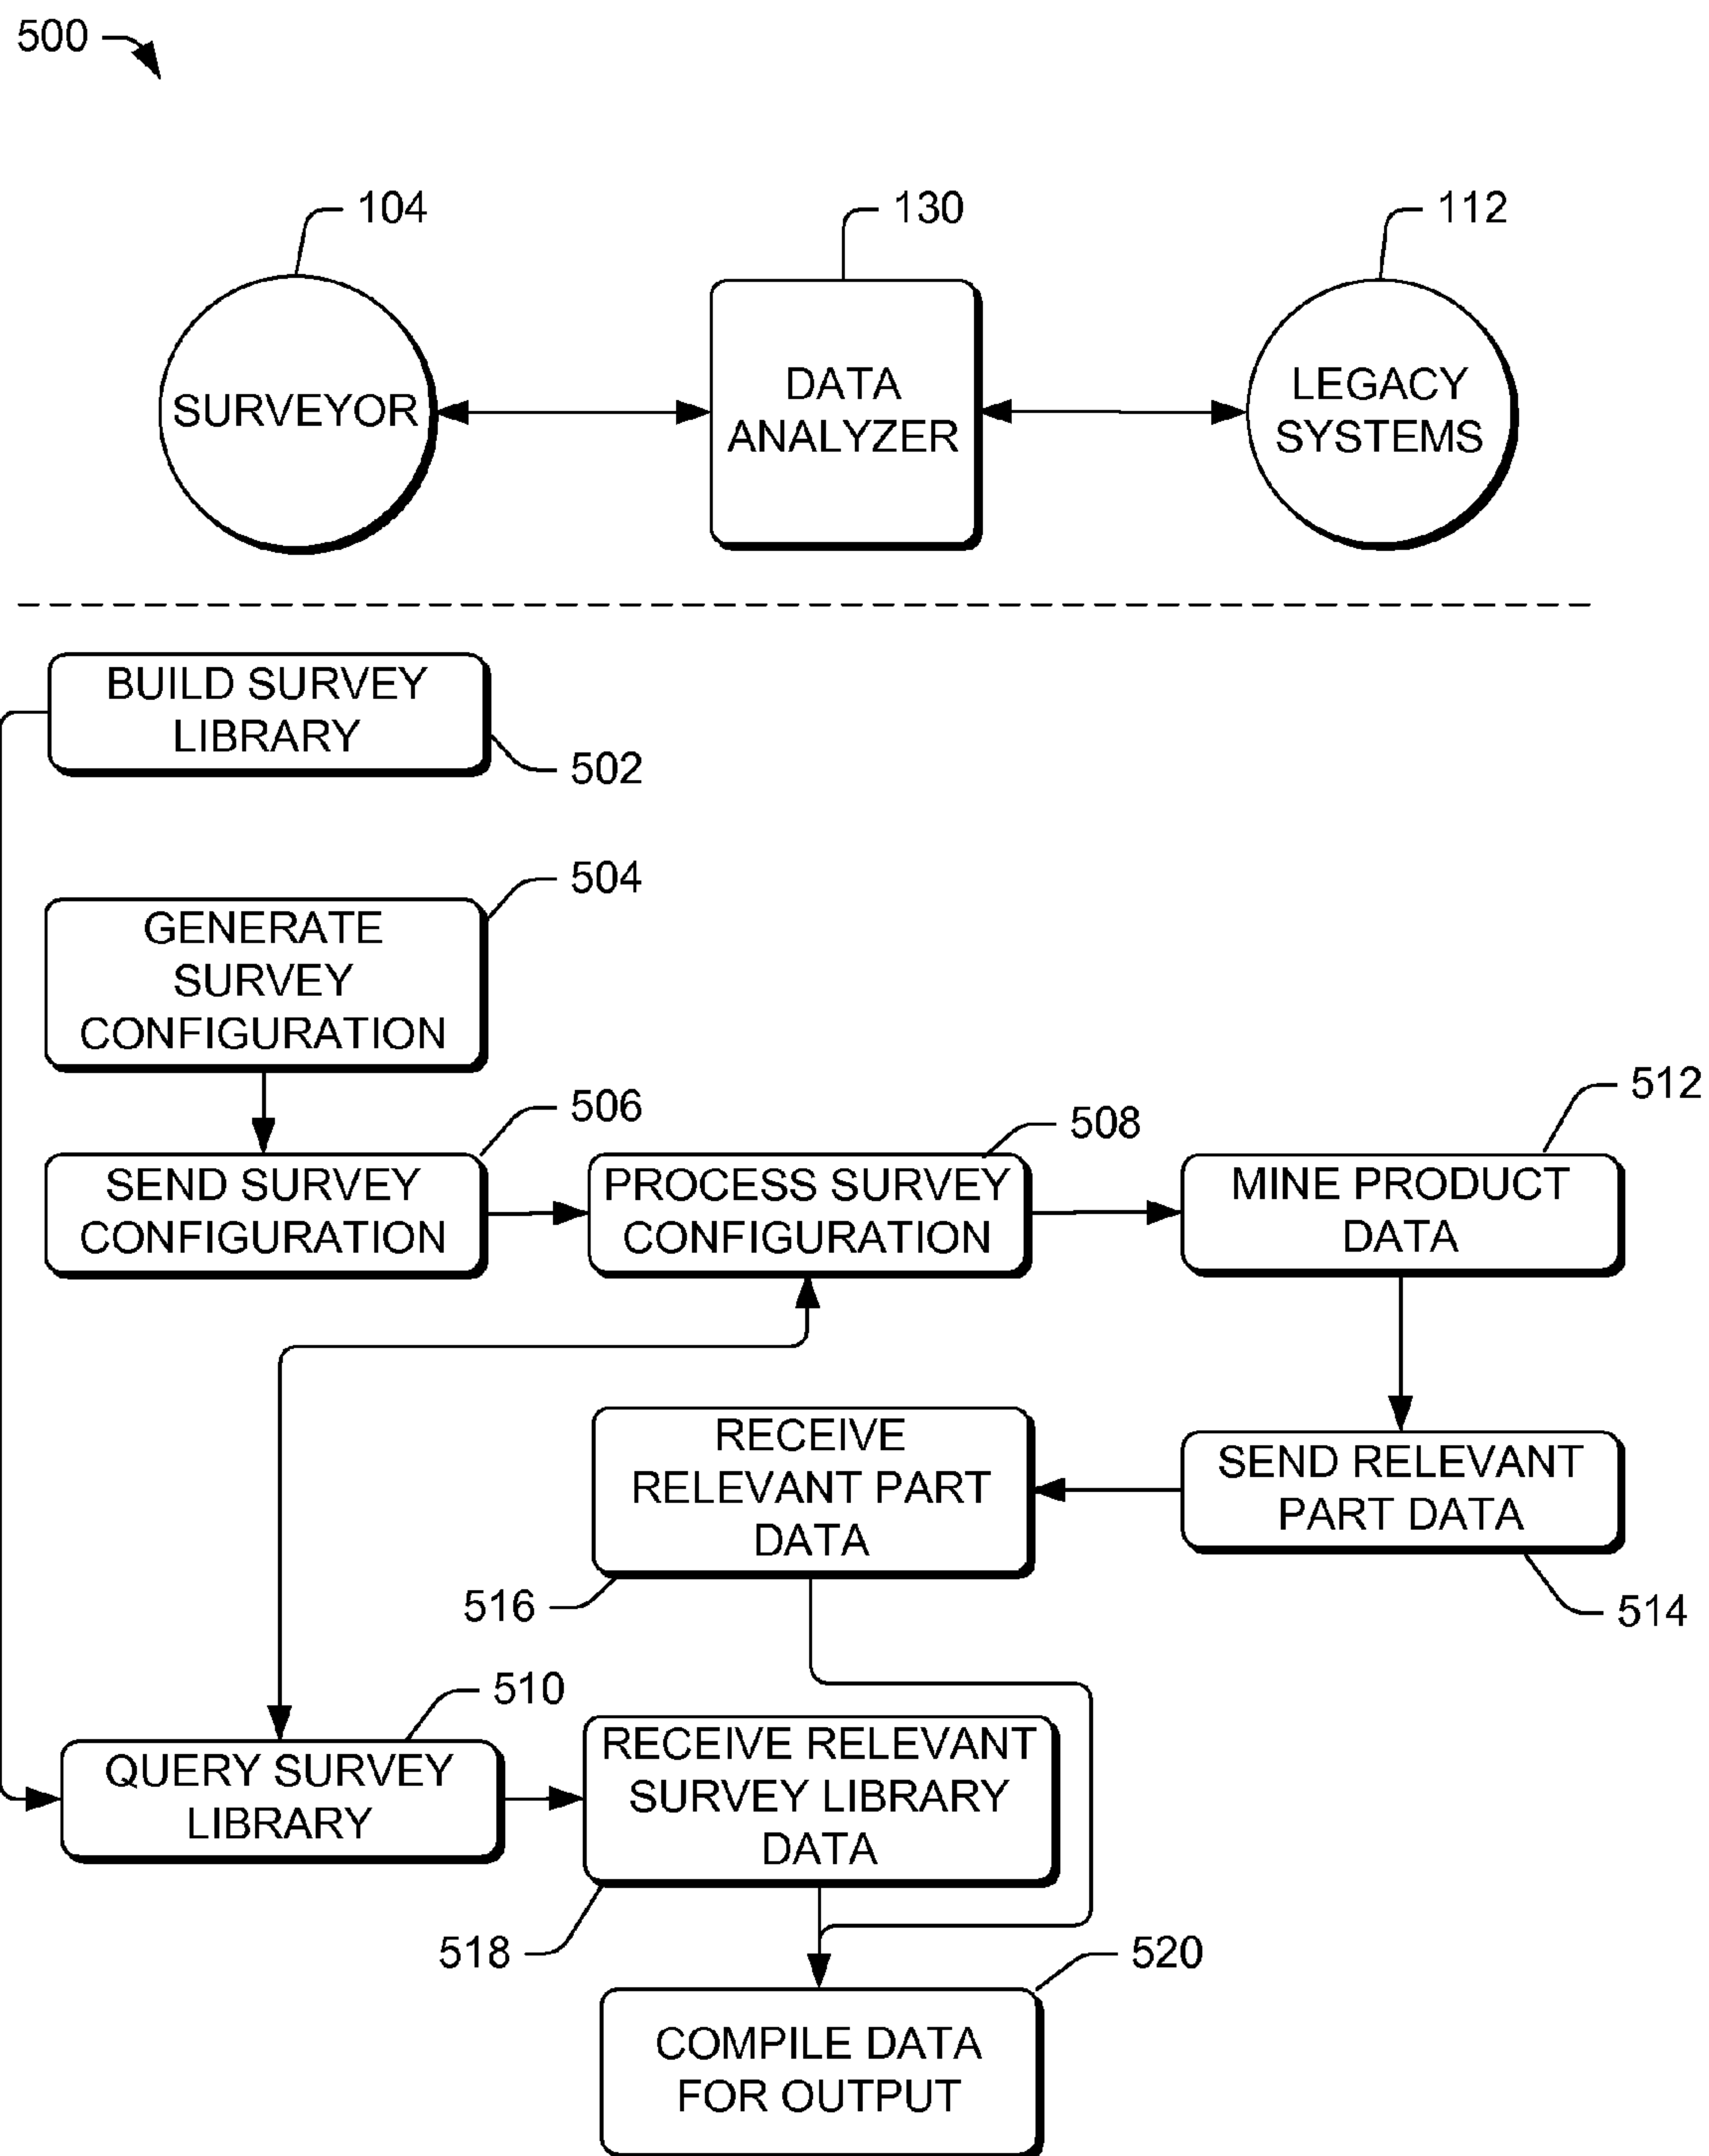 500
104
130
112
SURVEYOR
DATA
ANALYZER
LEGACY
SYSTEMS
BUILD SURVEY
LIBRARY
502
504
GENERATE
SURVEY
CONFIGURATION
506
508
512
SEND SURVEY
CONFIGURATION
PROCESS SURVEY
CONFIGURATION
MINE PRODUCT
DATA
RECEIVE
RELEVANT PART
DATA
516
SEND RELEVANT
PART DATA
514
510
QUERY SURVEY
LIBRARY
RECEIVE RELEVANT
SURVEY LIBRARY
DATA
518
520
COMPILE DATA
FOR OUTPUT